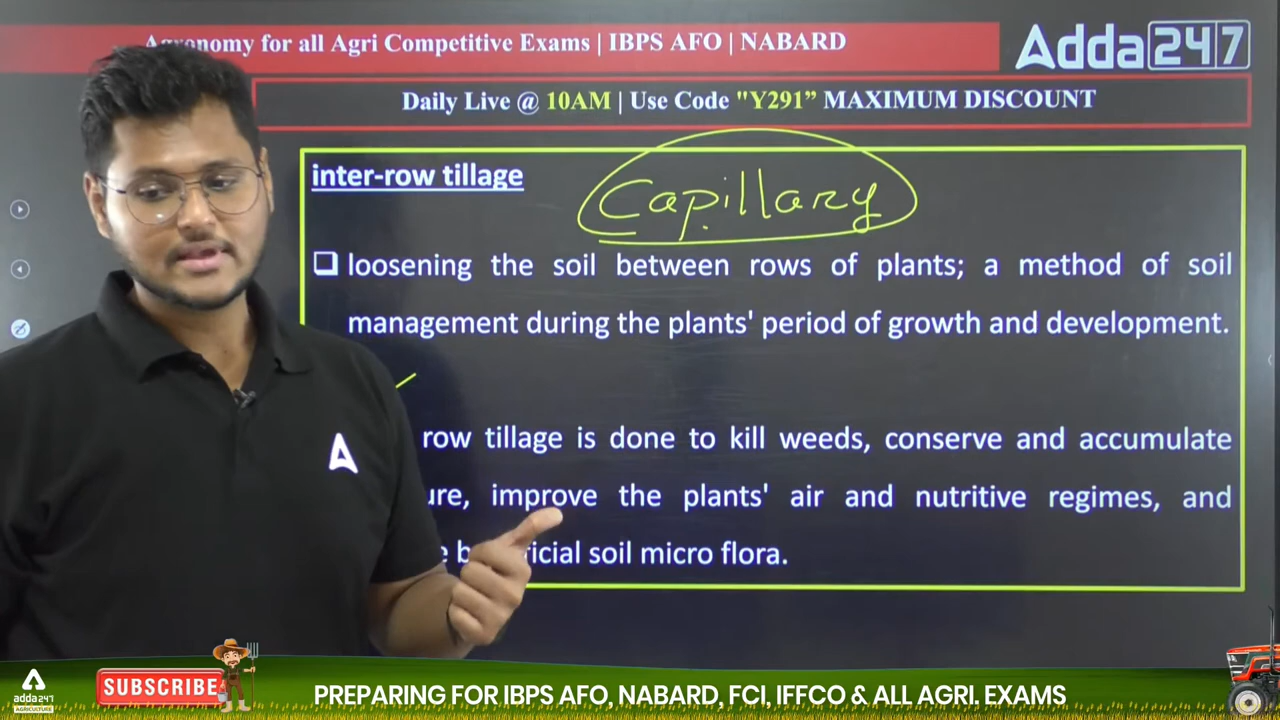 Agronomy for all Agri Competitive Exams | IBPS AFO | NABARD
Adda247
Daily Live @ 10AM | Use Code "Y291” MAXIMUM DISCOUNT
inter-row tillage
Capillary
loosening the soil between rows of plants; a method of soil
management during the plants' period of growth and development.
row tillage is done to kill weeds, conserve and accumulate
improve the plants' air and nutritive regimes, and
soil micro flora.
A
adda247
AGRICULTURE
SUBSCRIBE
PREPARING FOR IBPS AFO, NABARD, FCI, IFFCO & ALL AGRI. EXAMS